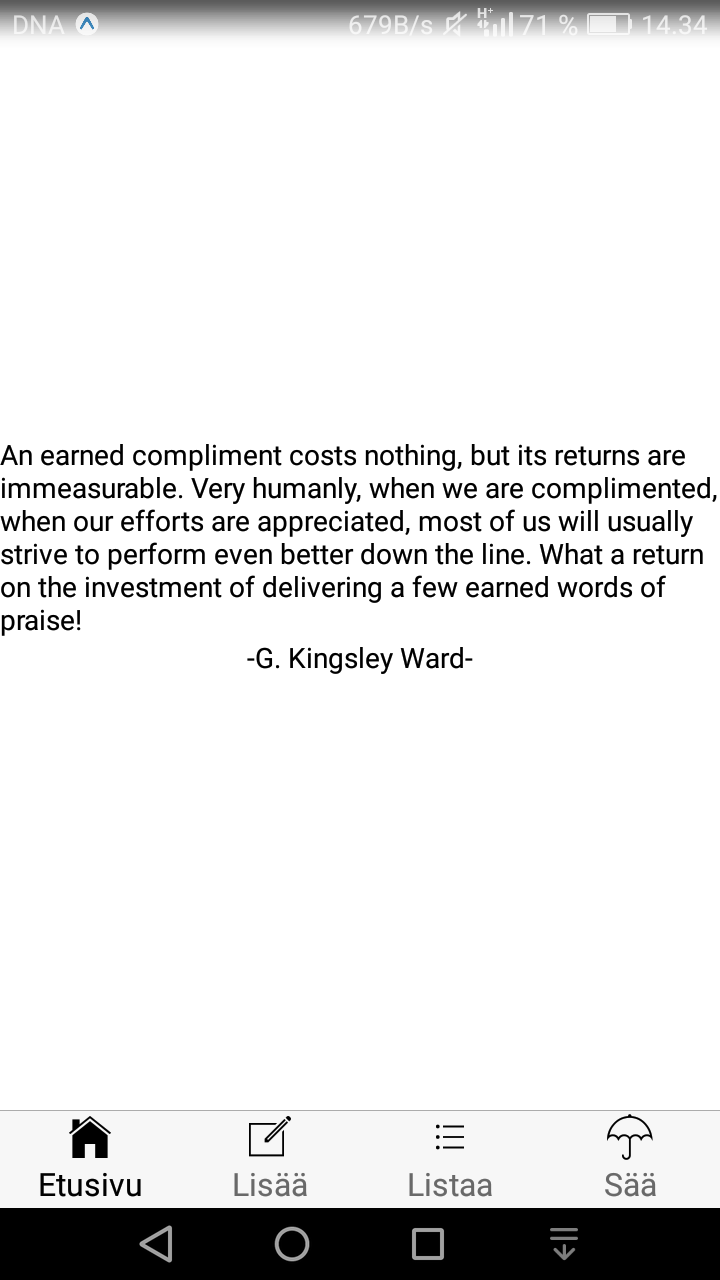 DNA 679B/s H+ 71 % 14.34
An earned compliment costs nothing, but its returns are
immeasurable. Very humanly, when we are complimented,
when our efforts are appreciated, most of us will usually
strive to perform even better down the line. What a return
on the investment of delivering a few earned words of
praise!
-G. Kingsley Ward-
Etusivu Lisää Listaa Sää